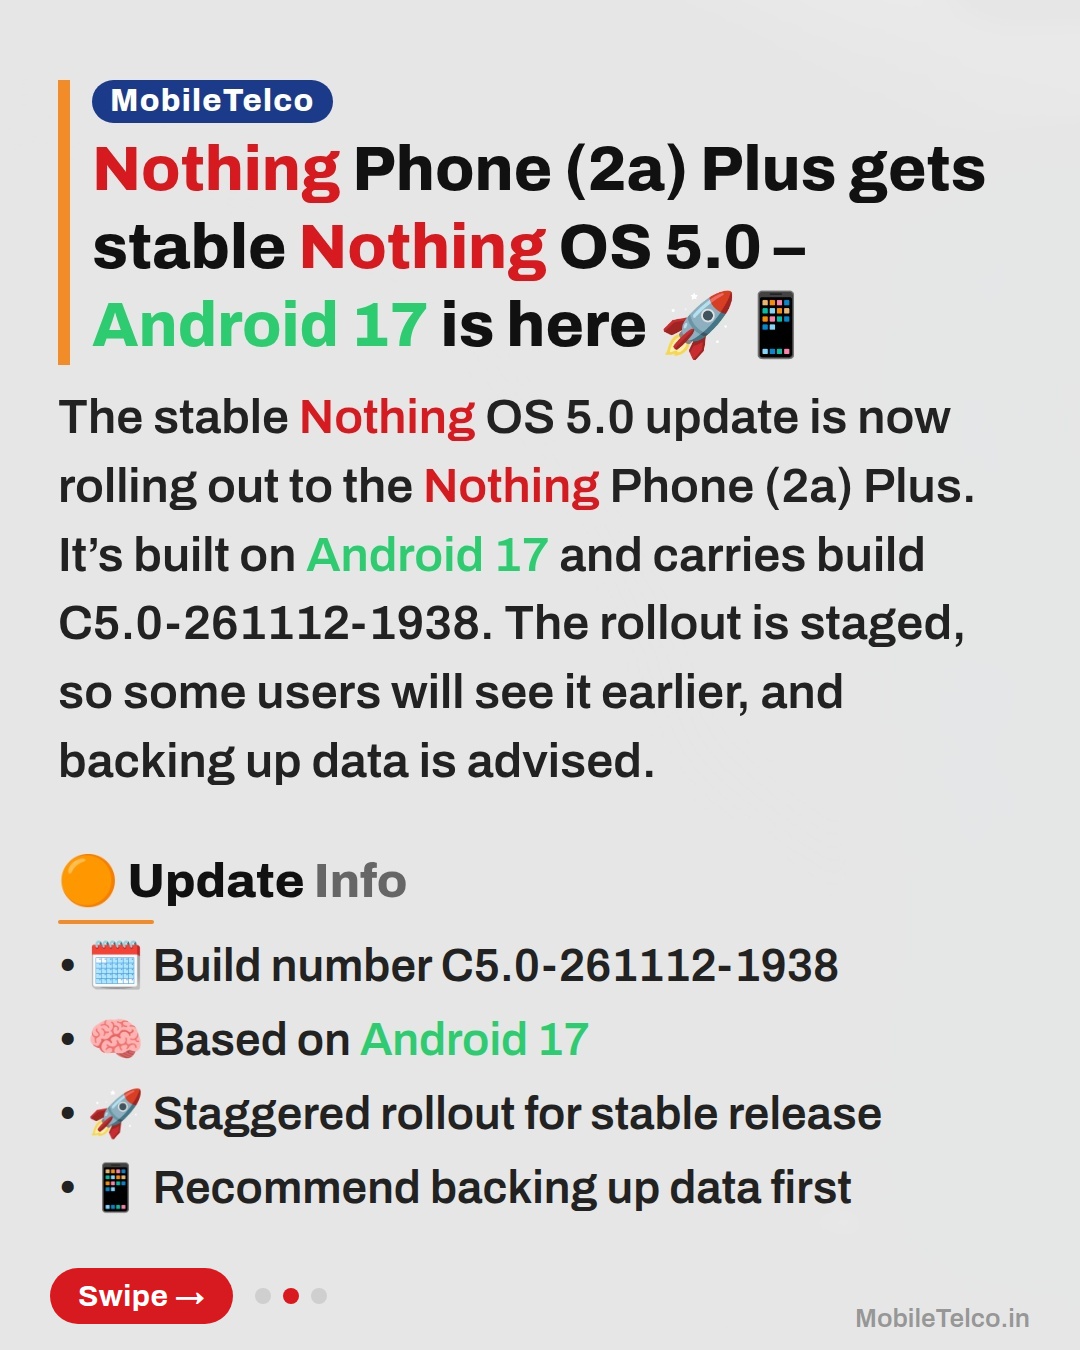 MobileTelco
Nothing Phone (2a) Plus gets
stable Nothing OS 5.0 –
Android 17 is here 🚀 📱
The stable Nothing OS 5.0 update is now
rolling out to the Nothing Phone (2a) Plus.
It’s built on Android 17 and carries build
C5.0-261112-1938. The rollout is staged,
so some users will see it earlier, and
backing up data is advised.
🟠 Update Info
• 🗓️ Build number C5.0-261112-1938
• 🧠 Based on Android 17
• 🚀 Staggered rollout for stable release
• 📱 Recommend backing up data first
Swipe →
MobileTelco.in